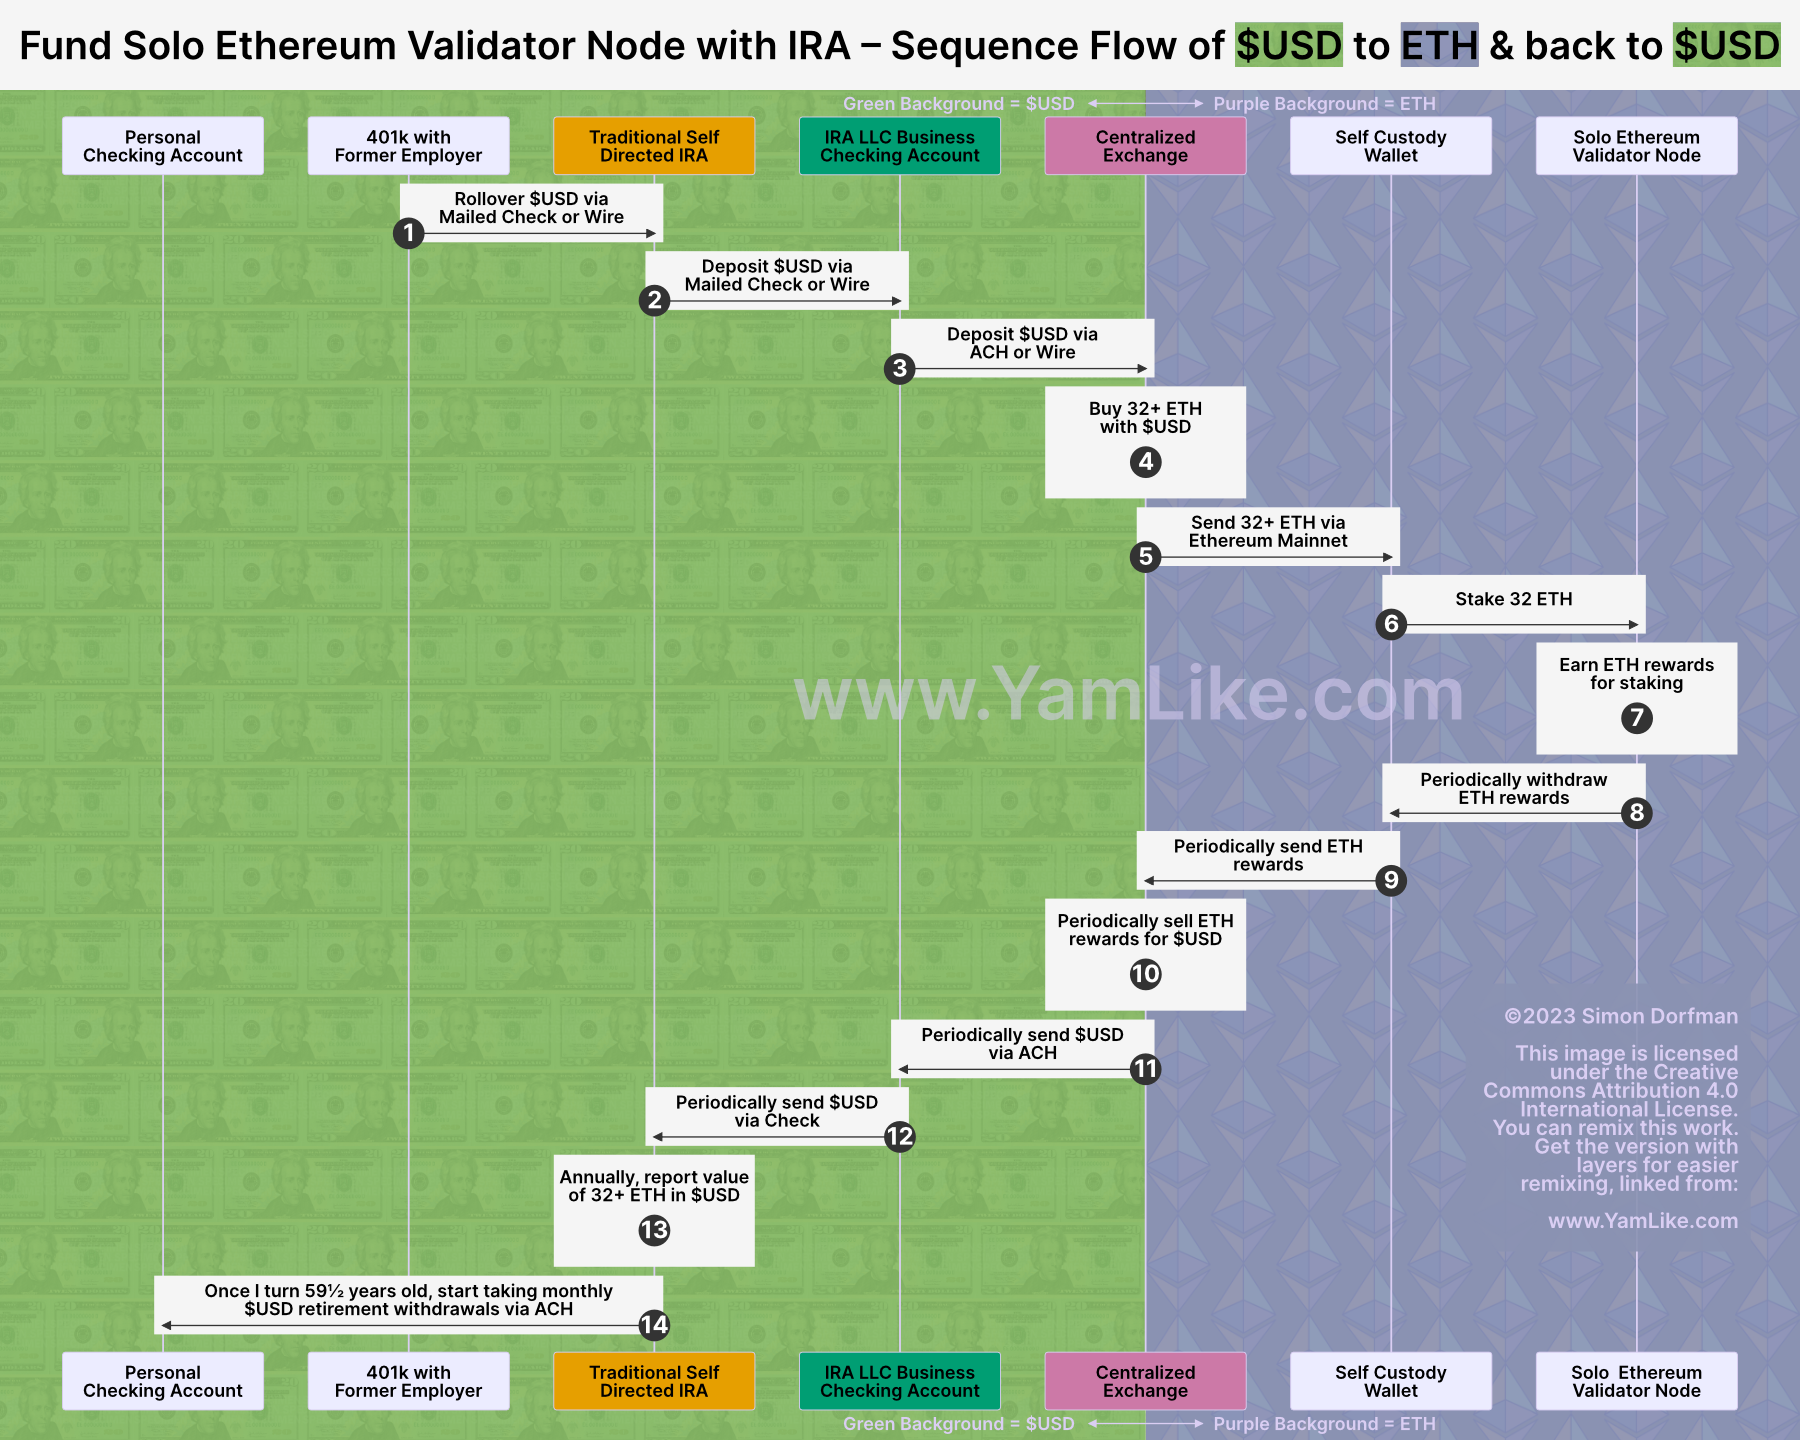 Fund Solo Ethereum Validator Node with IRA – Sequence Flow of $USD to ETH & back to $USD
Green Background = $USD
Purple Background = ETH
Personal
Checking Account
401k with
Former Employer
Traditional Self
Directed IRA
IRA LLC Business
Checking Account
Centralized
Exchange
Self Custody
Wallet
Solo Ethereum
Validator Node
Rollover $USD via
Mailed Check or Wire
1
Deposit $USD via
Mailed Check or Wire
2
Deposit $USD via
ACH or Wire
3
Buy 32+ ETH
with $USD
4
Send 32+ ETH via
Ethereum Mainnet
5
Stake 32 ETH
6
Earn ETH rewards
for staking
7
www.YamLike.com
Periodically withdraw
ETH rewards
8
Periodically send ETH
rewards
9
Periodically sell ETH
rewards for $USD
10
Periodically send $USD
via ACH
11
Periodically send $USD
via Check
12
Annually, report value
of 32+ ETH in $USD
13
Once I turn 59½ years old, start taking monthly
$USD retirement withdrawals via ACH
14
©2023 Simon Dorfman
This image is licensed
under the Creative
Commons Attribution 4.0
International License.
You can remix this work.
Get the version with
layers for easier
remixing, linked from:
www.YamLike.com
Personal
Checking Account
401k with
Former Employer
Traditional Self
Directed IRA
IRA LLC Business
Checking Account
Centralized
Exchange
Self Custody
Wallet
Solo Ethereum
Validator Node
Green Background = $USD
Purple Background = ETH